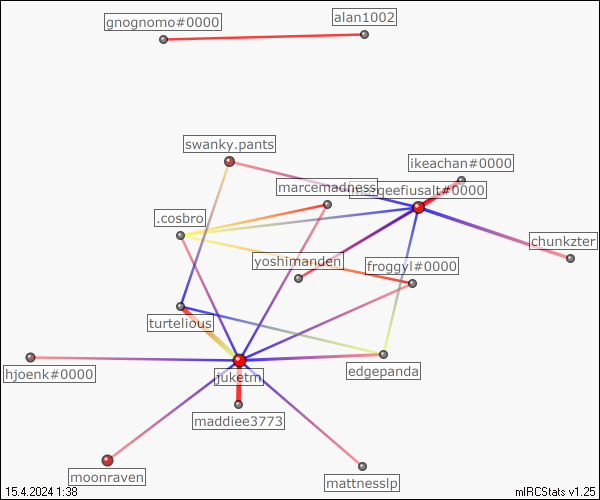 alan1002
gnognomo#0000
swanky.pants
ikeachan#0000
marcemadness
qeefiusalt#0000
.cosbro
chunkzter
yoshimanden
froggyl#0000
turtelious
hjoenk#0000
juketm
edgepanda
maddiee3773
moonraven
mattnesslp
15.4.2024 1:38
mIRCStats v1.25